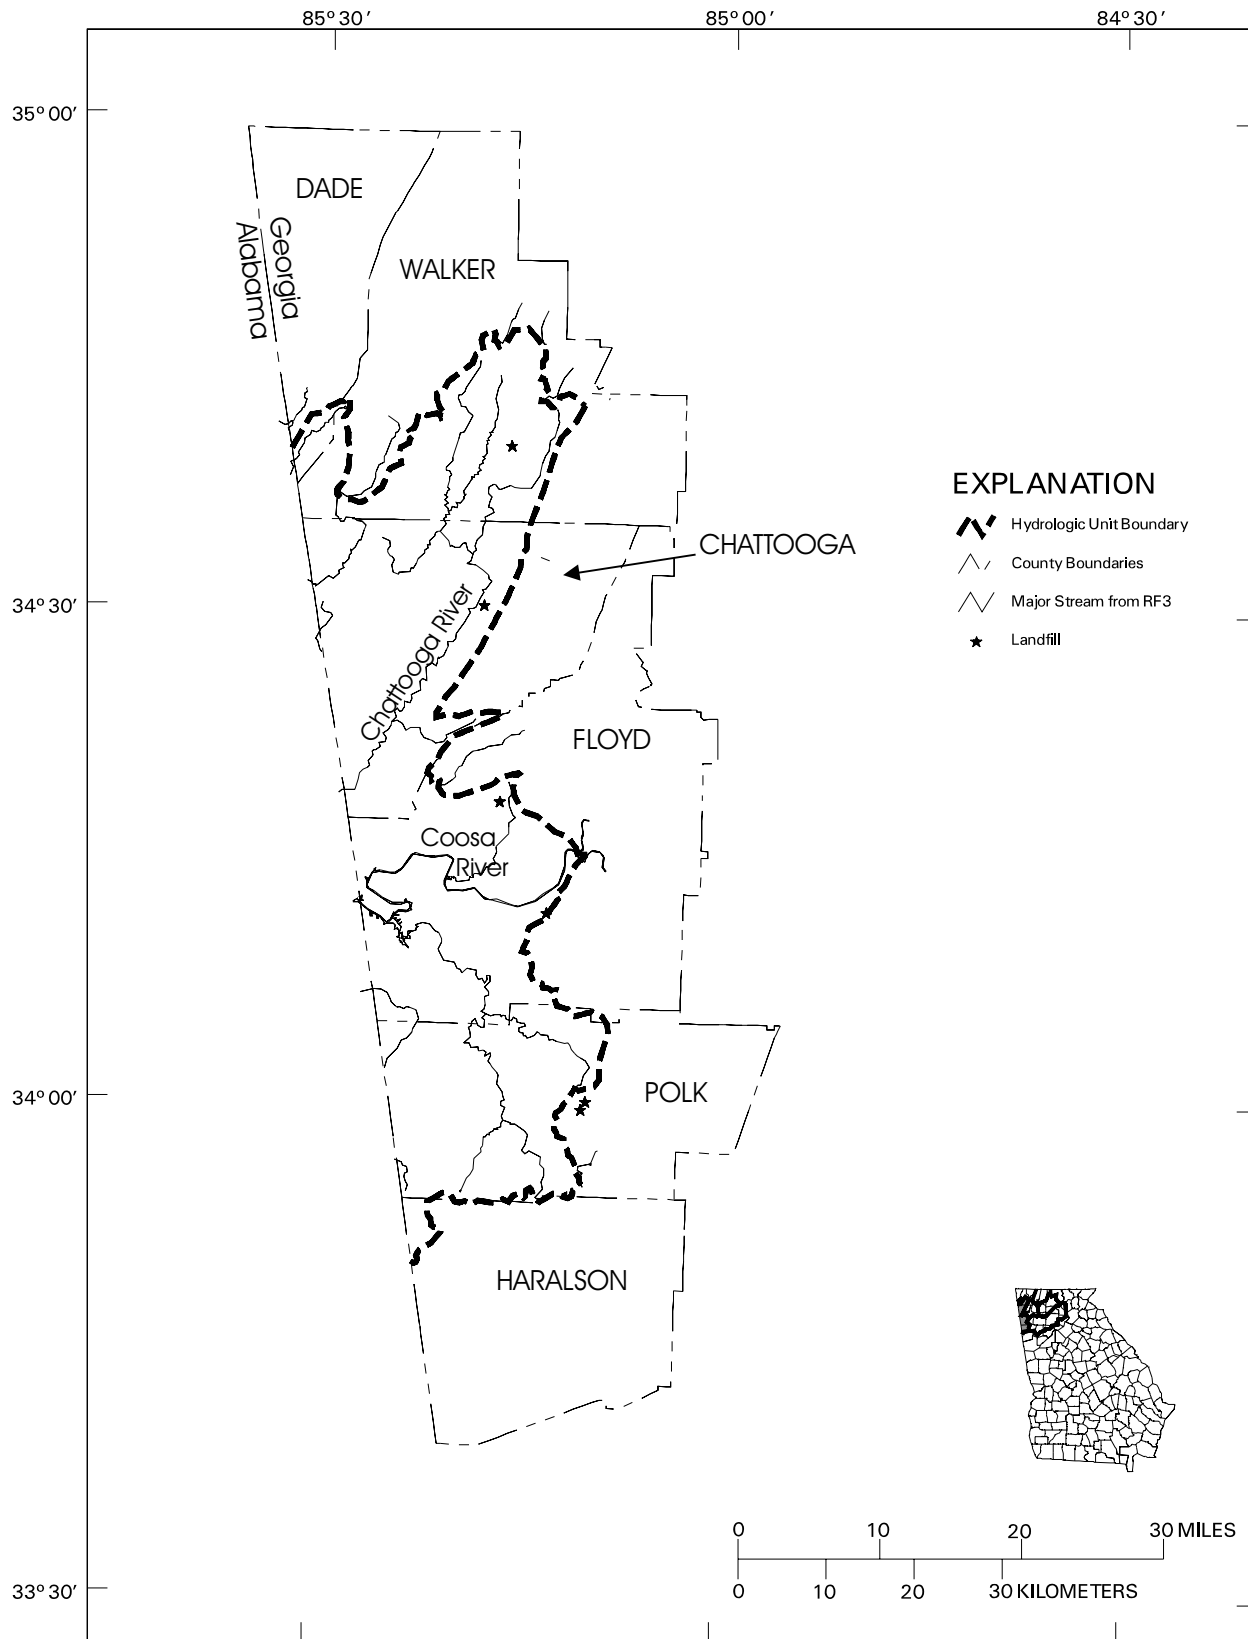 85° 30′
85° 00′
84° 30′
35° 00′
DADE
Georgia
Alabama
WALKER
EXPLANATION
Hydrologic Unit Boundary
County Boundaries
Major Stream from RF3
Landfill
CHATTOOGA
34° 30′
Chattooga River
FLOYD
Coosa
River
34° 00′
POLK
HARALSON
0 10 20 30 MILES
0 10 20 30 KILOMETERS
33° 30′